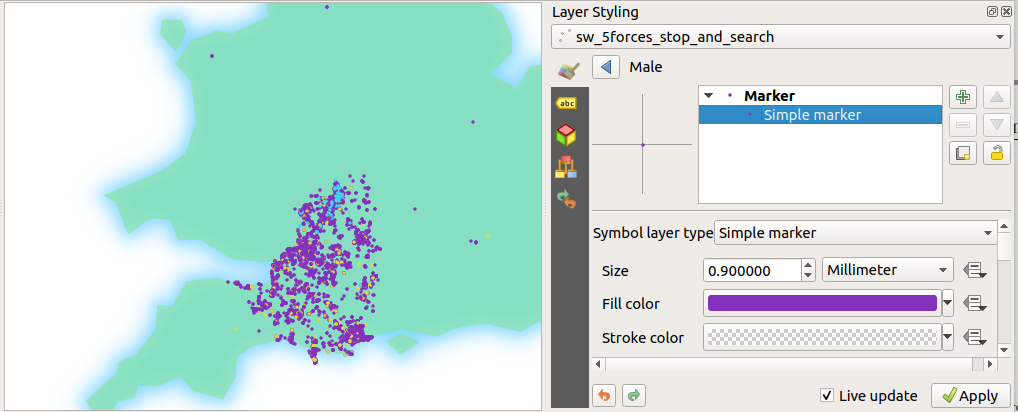 Layer Styling
sw_5forces_stop_and_search
Male
abc
Marker
Simple marker
Symbol layer type Simple marker
Size 0.900000 Millimeter
Fill color
Stroke color
Live update Apply